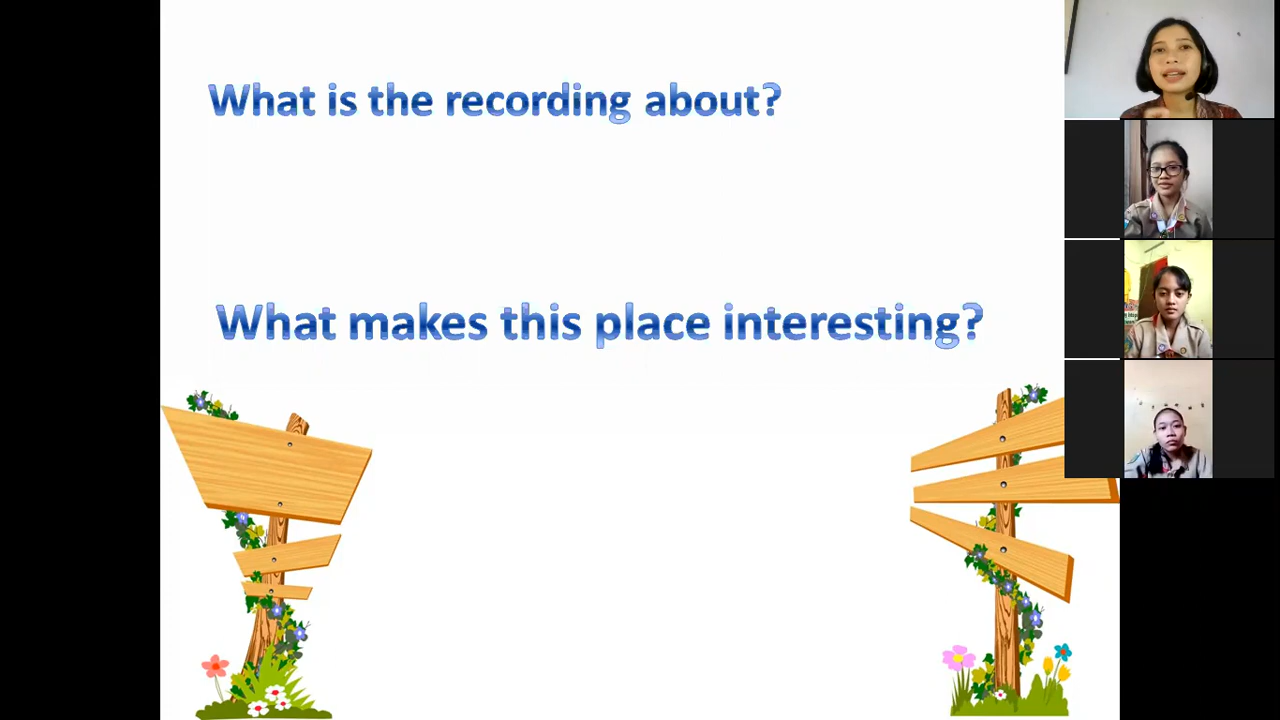 What is the recording about?
What makes this place interesting?